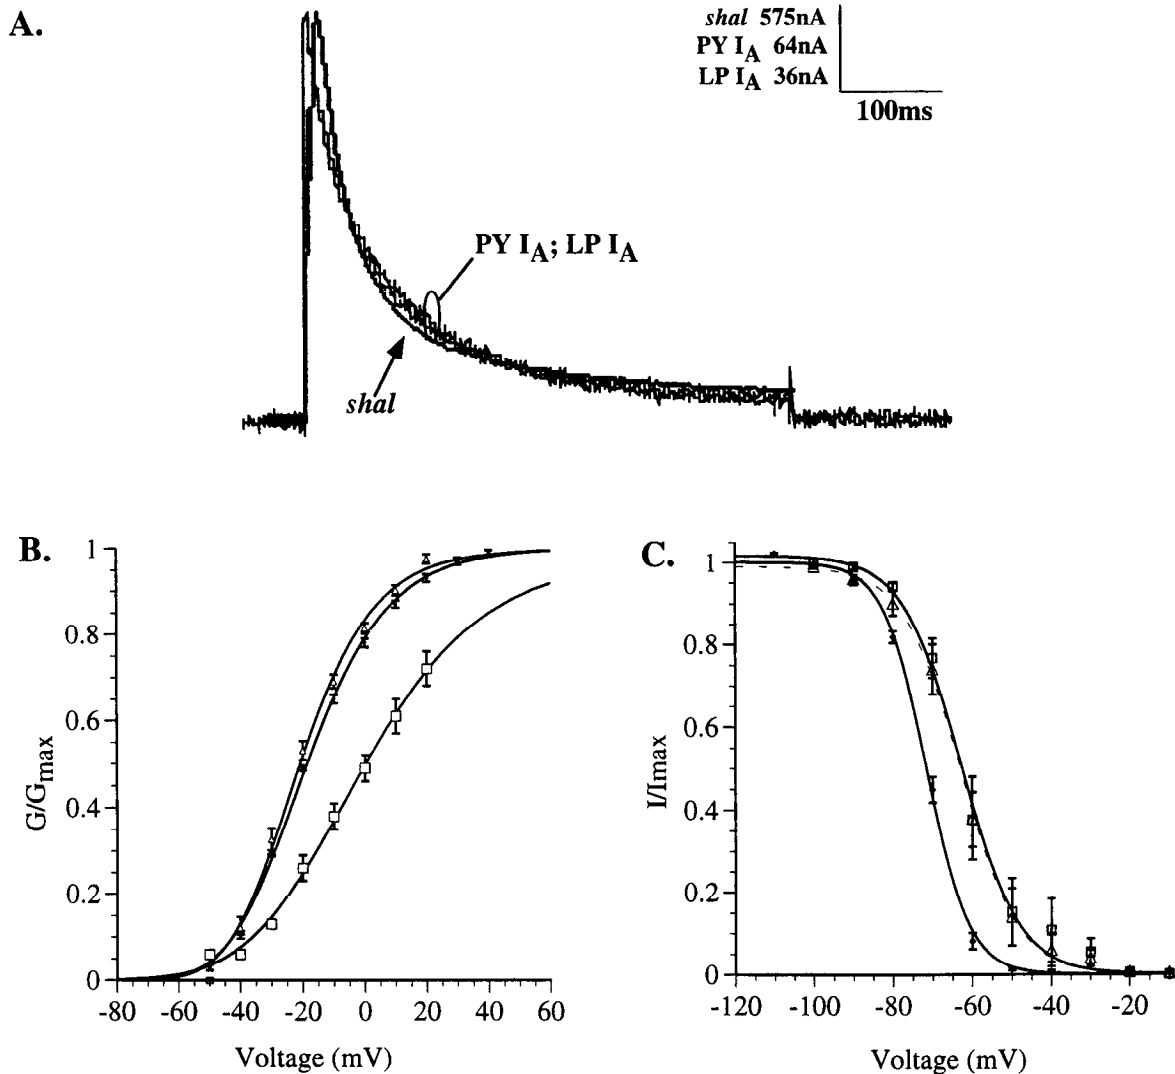 A.
shal 575nA
PY IA 64nA
LP IA 36nA
100ms
PY IA; LP IA
shal
B.
1
0.8
0.6
0.4
0.2
0
G/Gmax
-80 -60 -40 -20 0 20 40 60
Voltage (mV)
C.
1
0.8
0.6
0.4
0.2
0
I/Imax
-120 -100 -80 -60 -40 -20
Voltage (mV)